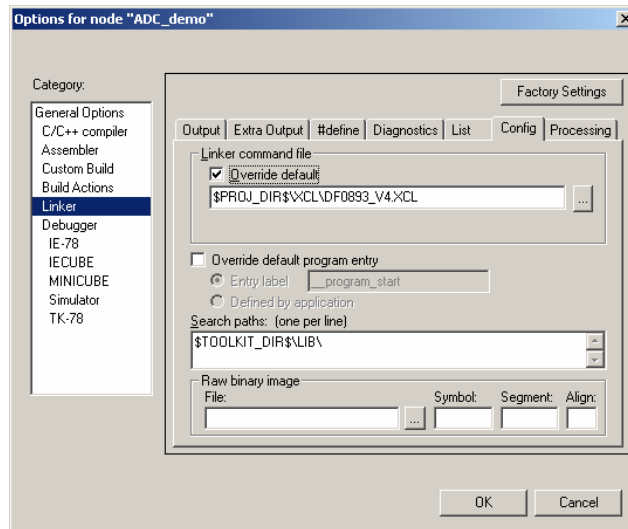 Options for node "ADC_demo"
Category:
Factory Settings
General Options
C/C++ compiler
Assembler
Custom Build
Build Actions
Linker
Debugger
IE-78
IECUBE
MINICUBE
Simulator
TK-78
Output Extra Output #define Diagnostics List Config Processing
Linker command file
Override default
$PROJ_DIR$\XCL\DF0893_V4.XCL
...
Override default program entry
Entry label __program_start
Defined by application
Search paths: (one per line)
$TOOLKIT_DIR$\LIB\
Raw binary image
File: Symbol: Segment: Align:
...
OK Cancel